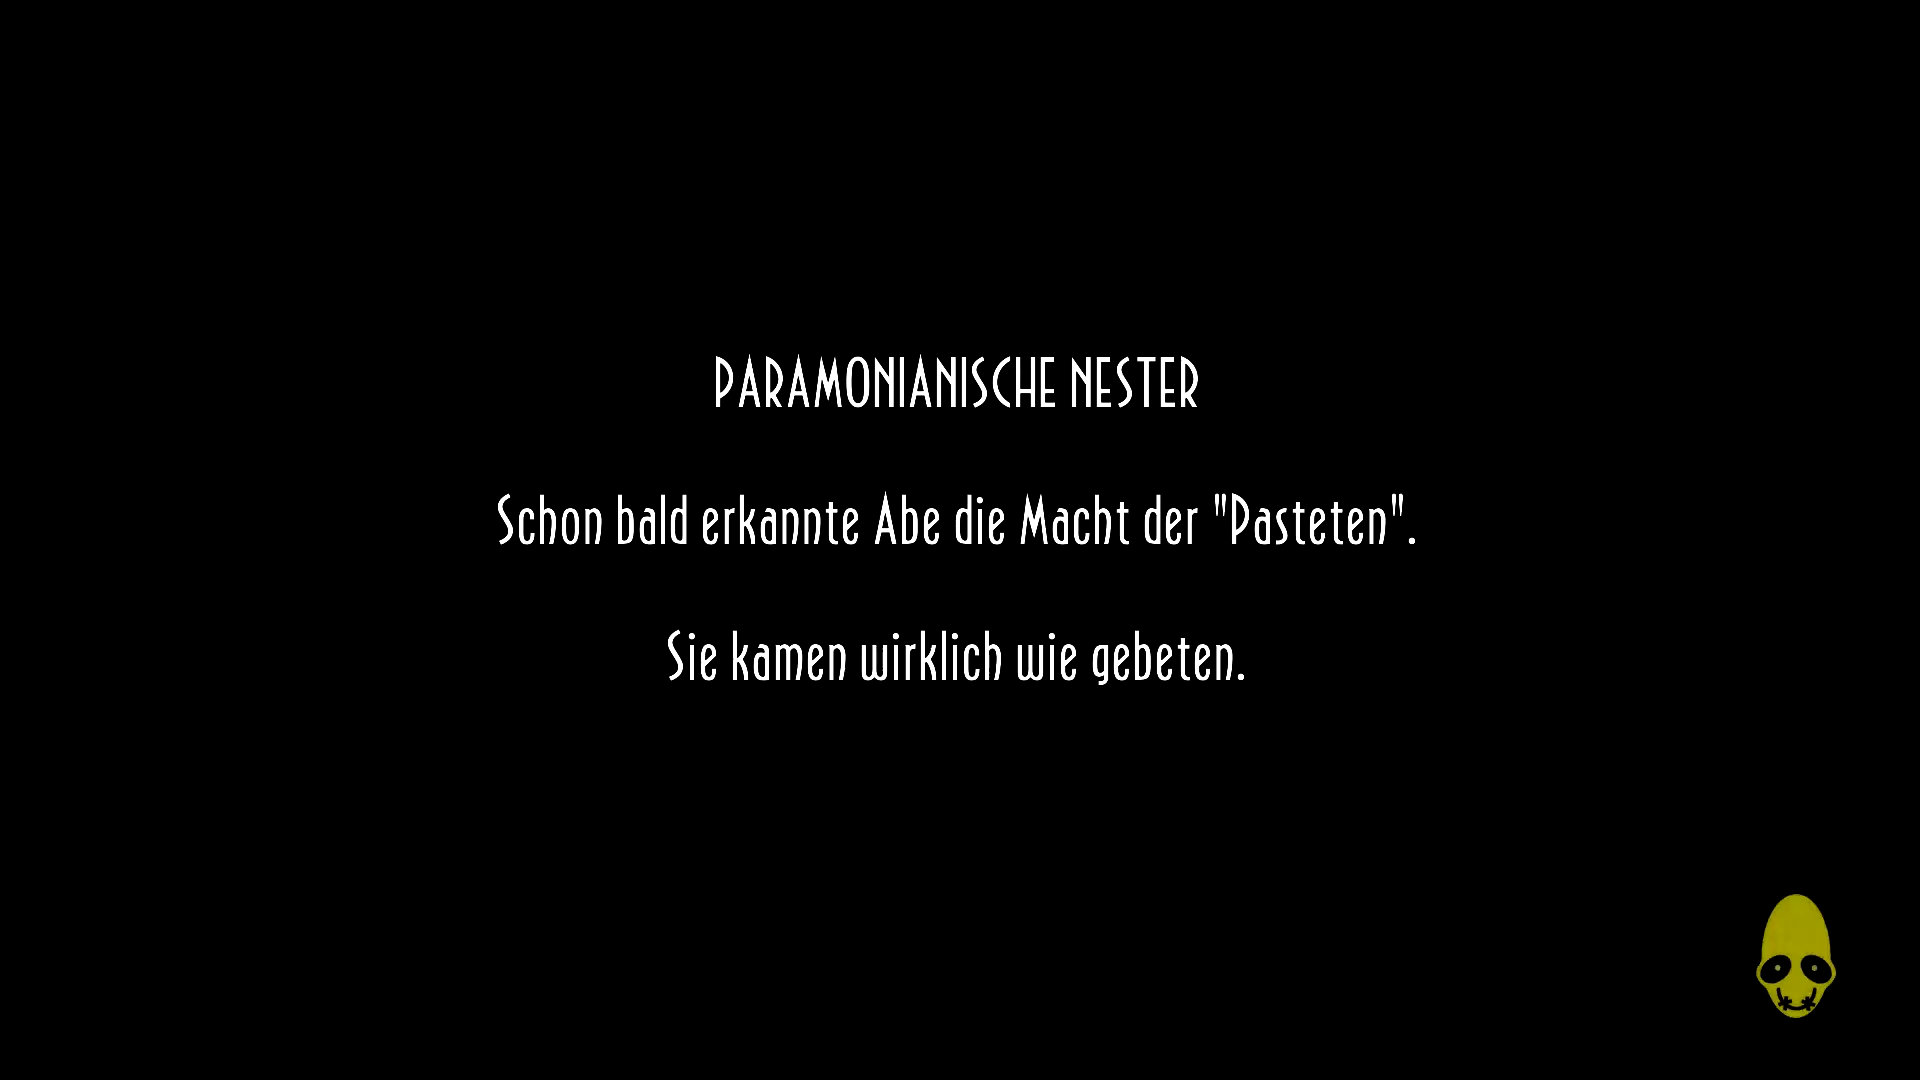 PARAMONIANISCHE NESTER
Schon bald erkannte Abe die Macht der "Pasteten".
Sie kamen wirklich wie gebeten.